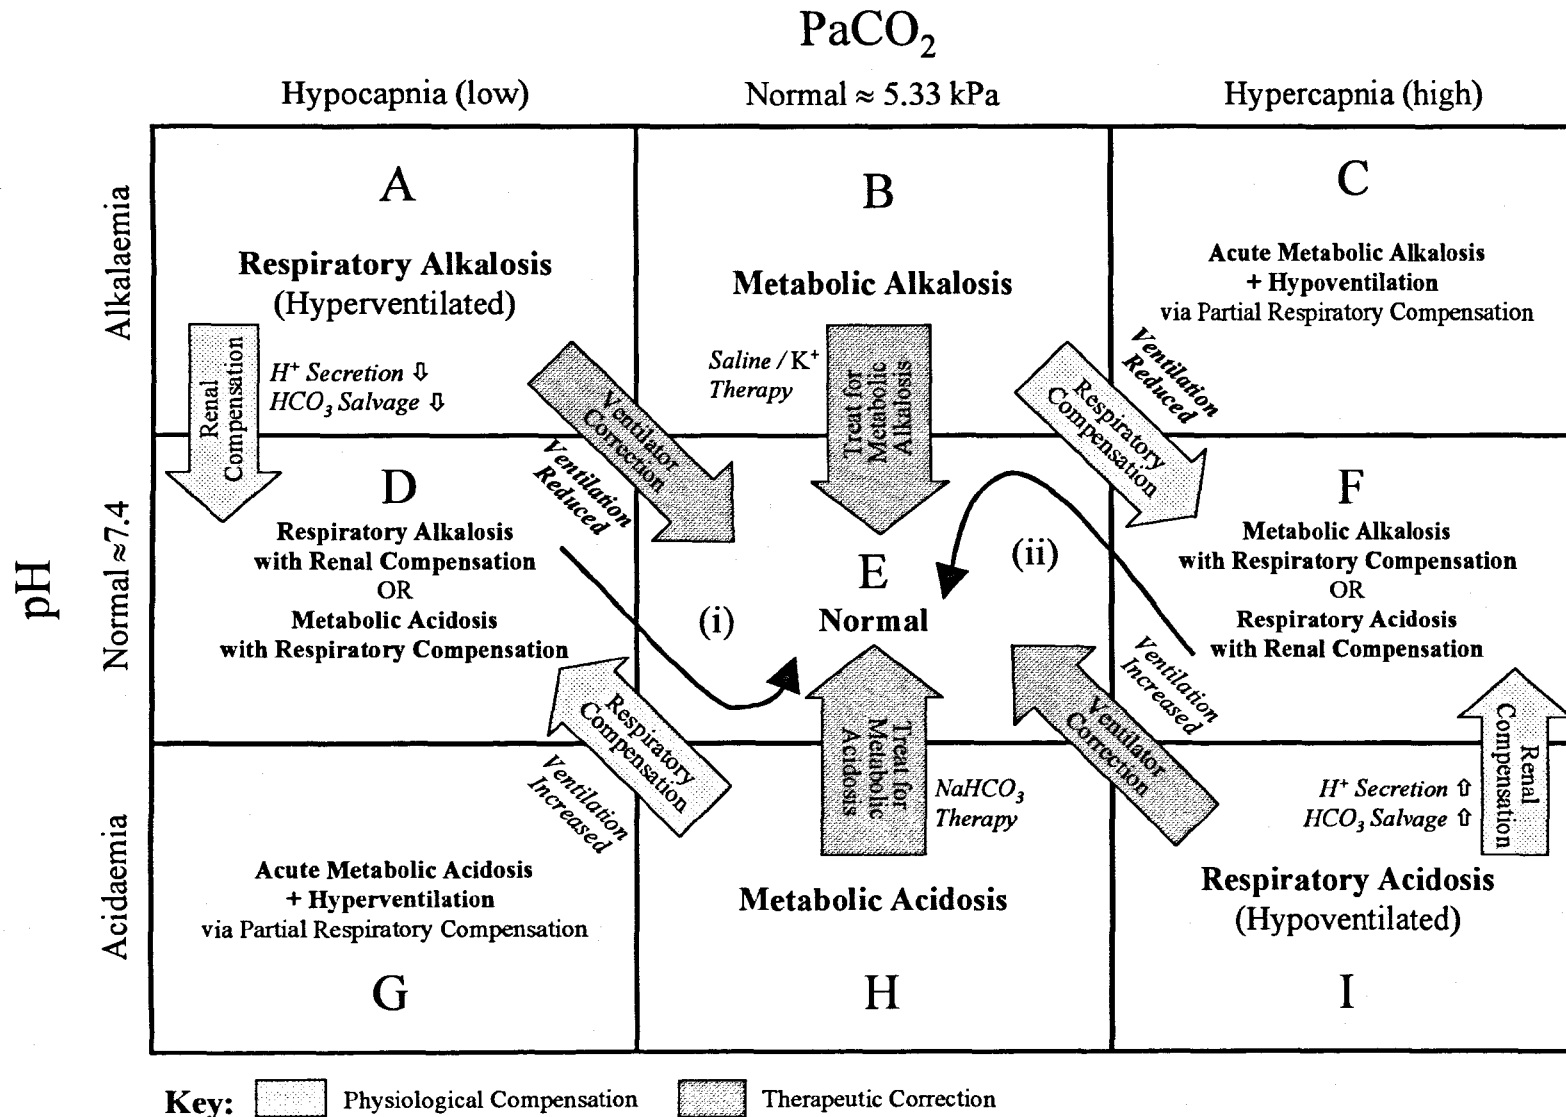 PaCO₂
Hypocapnia (low)
Normal ≈ 5.33 kPa
Hypercapnia (high)
pH
Alkalaemia
Normal ≈7.4
Acidaemia
A
Respiratory Alkalosis
(Hyperventilated)
Renal
Compensation
H⁺ Secretion ⇩
HCO₃ Salvage ⇩
Ventilator
Correction
Ventilation
Reduced
B
Metabolic Alkalosis
Saline / K⁺
Therapy
Treat for
Metabolic
Alkalosis
C
Acute Metabolic Alkalosis
+ Hypoventilation
via Partial Respiratory Compensation
Ventilation
Reduced
Respiratory
Compensation
D
Respiratory Alkalosis
with Renal Compensation
OR
Metabolic Acidosis
with Respiratory Compensation
(i)
E
Normal
(ii)
F
Metabolic Alkalosis
with Respiratory Compensation
OR
Respiratory Acidosis
with Renal Compensation
Respiratory
Compensation
Ventilation
Increased
Acute Metabolic Acidosis
+ Hyperventilation
via Partial Respiratory Compensation
G
Treat for
Metabolic
Acidosis
NaHCO₃
Therapy
Metabolic Acidosis
H
Ventilation
Increased
Ventilator
Correction
H⁺ Secretion ⇧
HCO₃ Salvage ⇧
Renal
Compensation
Respiratory Acidosis
(Hypoventilated)
I
Key:
Physiological Compensation
Therapeutic Correction